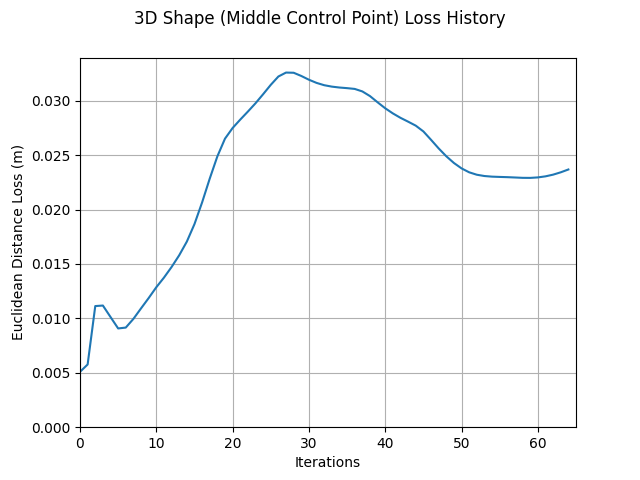 3D Shape (Middle Control Point) Loss History
Euclidean Distance Loss (m)
0.030
0.025
0.020
0.015
0.010
0.005
0.000
0 10 20 30 40 50 60
Iterations